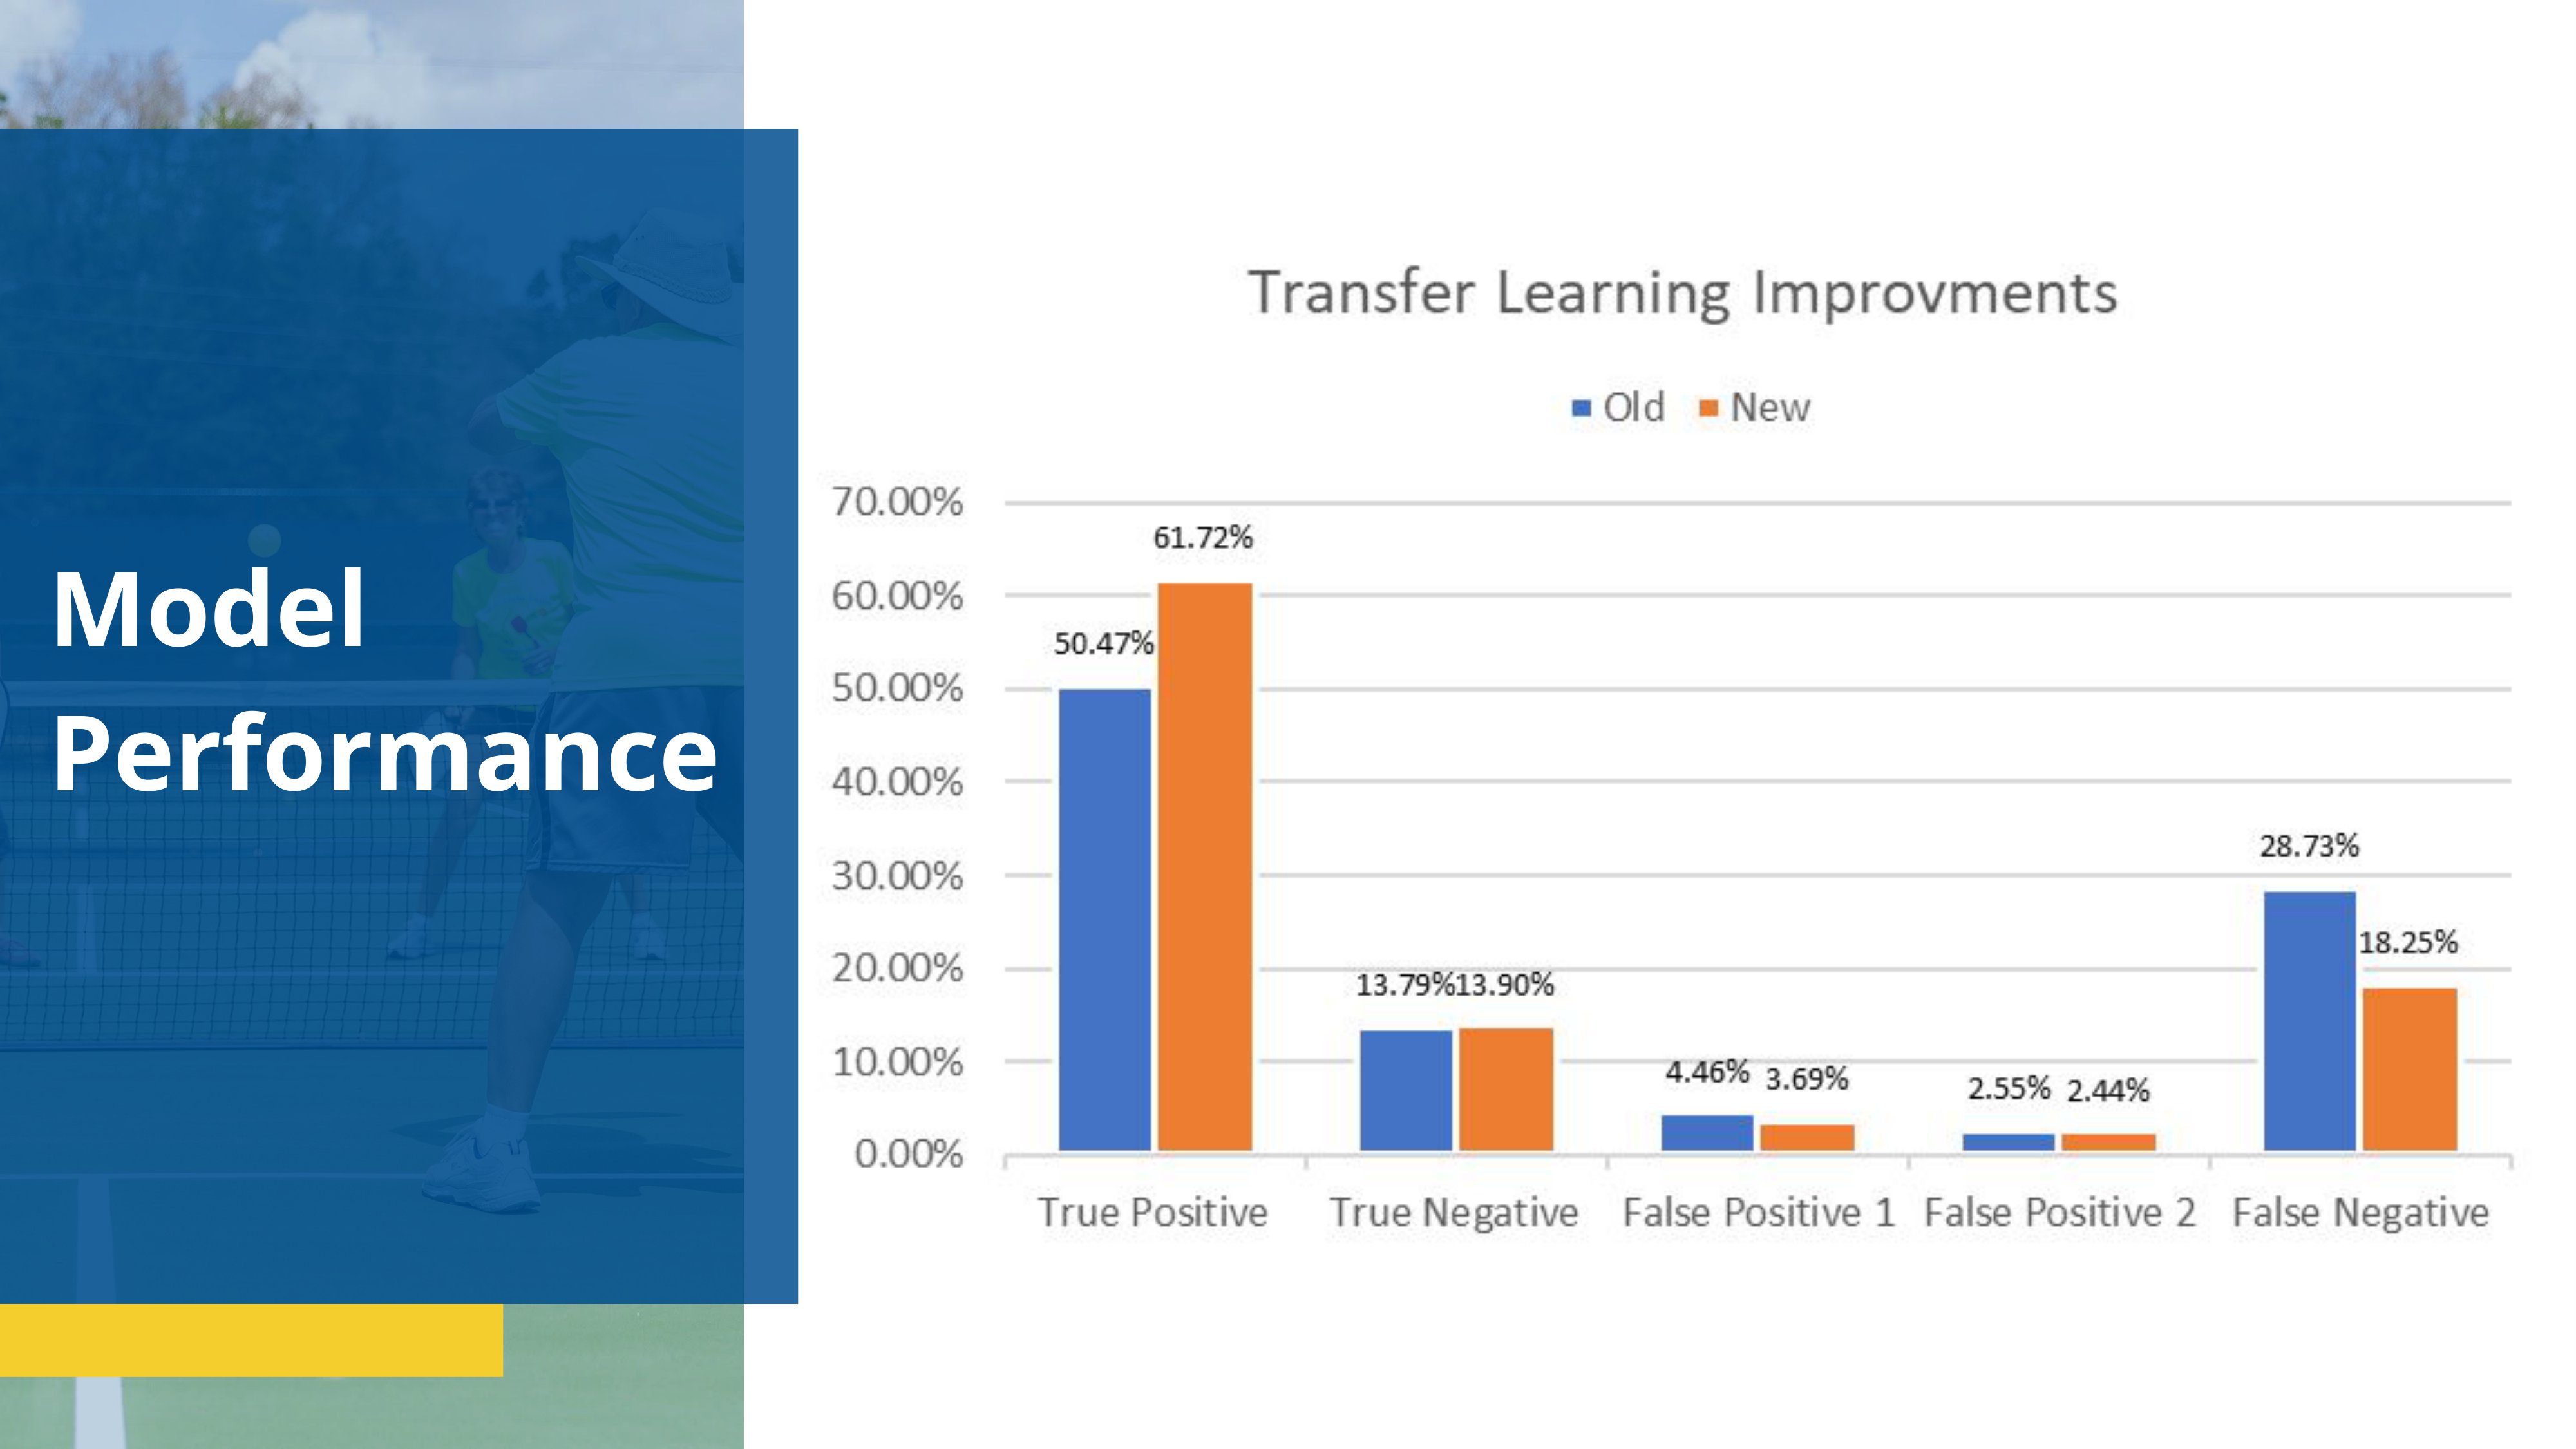 Model
Performance
Transfer Learning Improvments
Old New
70.00%
60.00%
50.00%
40.00%
30.00%
20.00%
10.00%
0.00%
50.47% 61.72%
13.79% 13.90%
4.46% 3.69%
2.55% 2.44%
28.73% 18.25%
True Positive True Negative False Positive 1 False Positive 2 False Negative